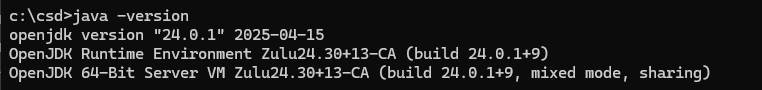 c:\csd>java -version
openjdk version "24.0.1" 2025-04-15
OpenJDK Runtime Environment Zulu24.30+13-CA (build 24.0.1+9)
OpenJDK 64-Bit Server VM Zulu24.30+13-CA (build 24.0.1+9, mixed mode, sharing)